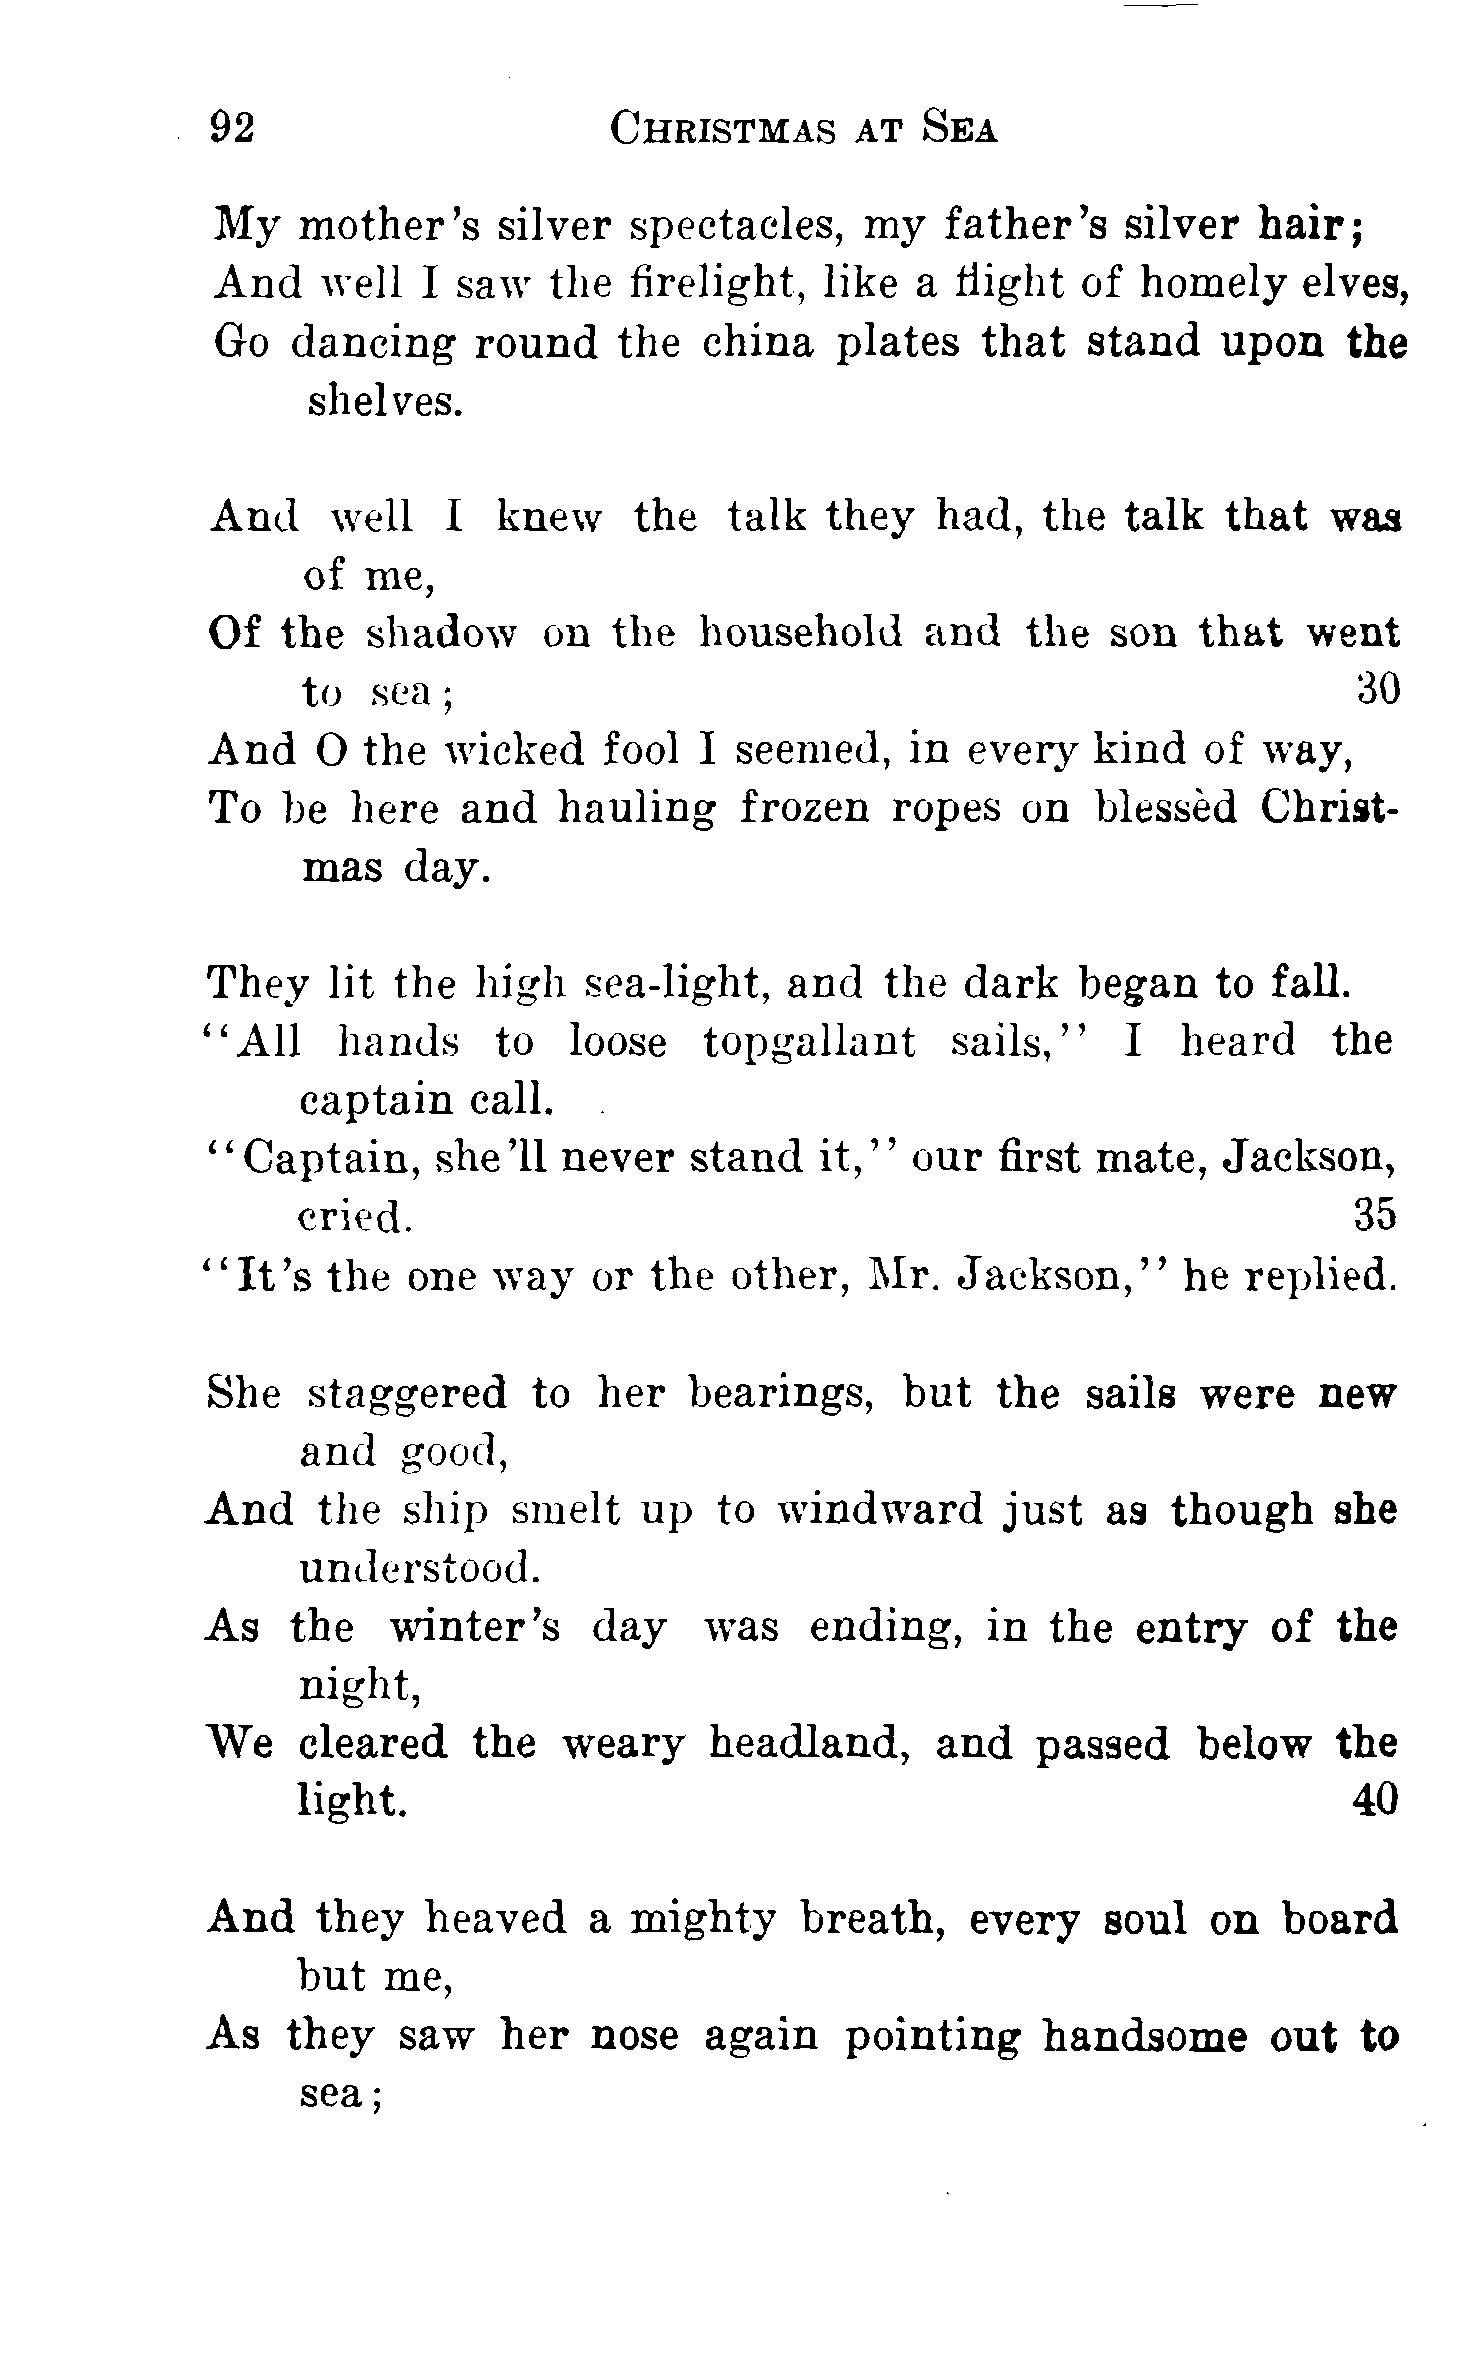 92 CHRISTMAS AT SEA
My mother's silver spectacles, my father's silver hair;
And well I saw the firelight, like a flight of homely elves,
Go dancing round the china plates that stand upon the
shelves.
And well I knew the talk they had, the talk that was
of me,
Of the shadow on the household and the son that went
to sea; 30
And O the wicked fool I seemed, in every kind of way,
To be here and hauling frozen ropes on blessèd Christ-
mas day.
They lit the high sea-light, and the dark began to fall.
"All hands to loose topgallant sails," I heard the
captain call.
"Captain, she'll never stand it," our first mate, Jackson,
cried. 35
"It's the one way or the other, Mr. Jackson," he replied.
She staggered to her bearings, but the sails were new
and good,
And the ship smelt up to windward just as though she
understood.
As the winter's day was ending, in the entry of the
night,
We cleared the weary headland, and passed below the
light. 40
And they heaved a mighty breath, every soul on board
but me,
As they saw her nose again pointing handsome out to
sea;